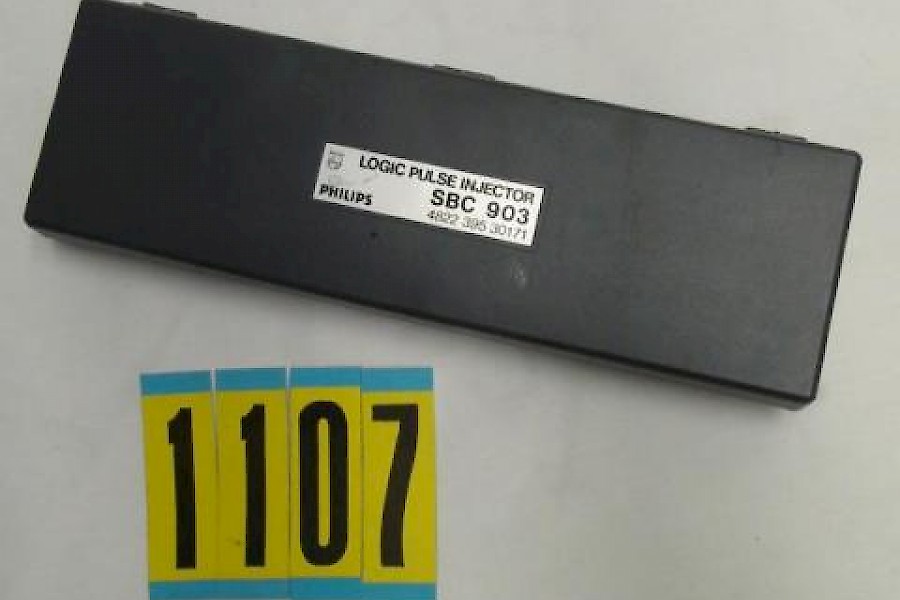 LOGIC PULSE INJECTOR
PHILIPS
SBC 903
4822 395 30171
1107